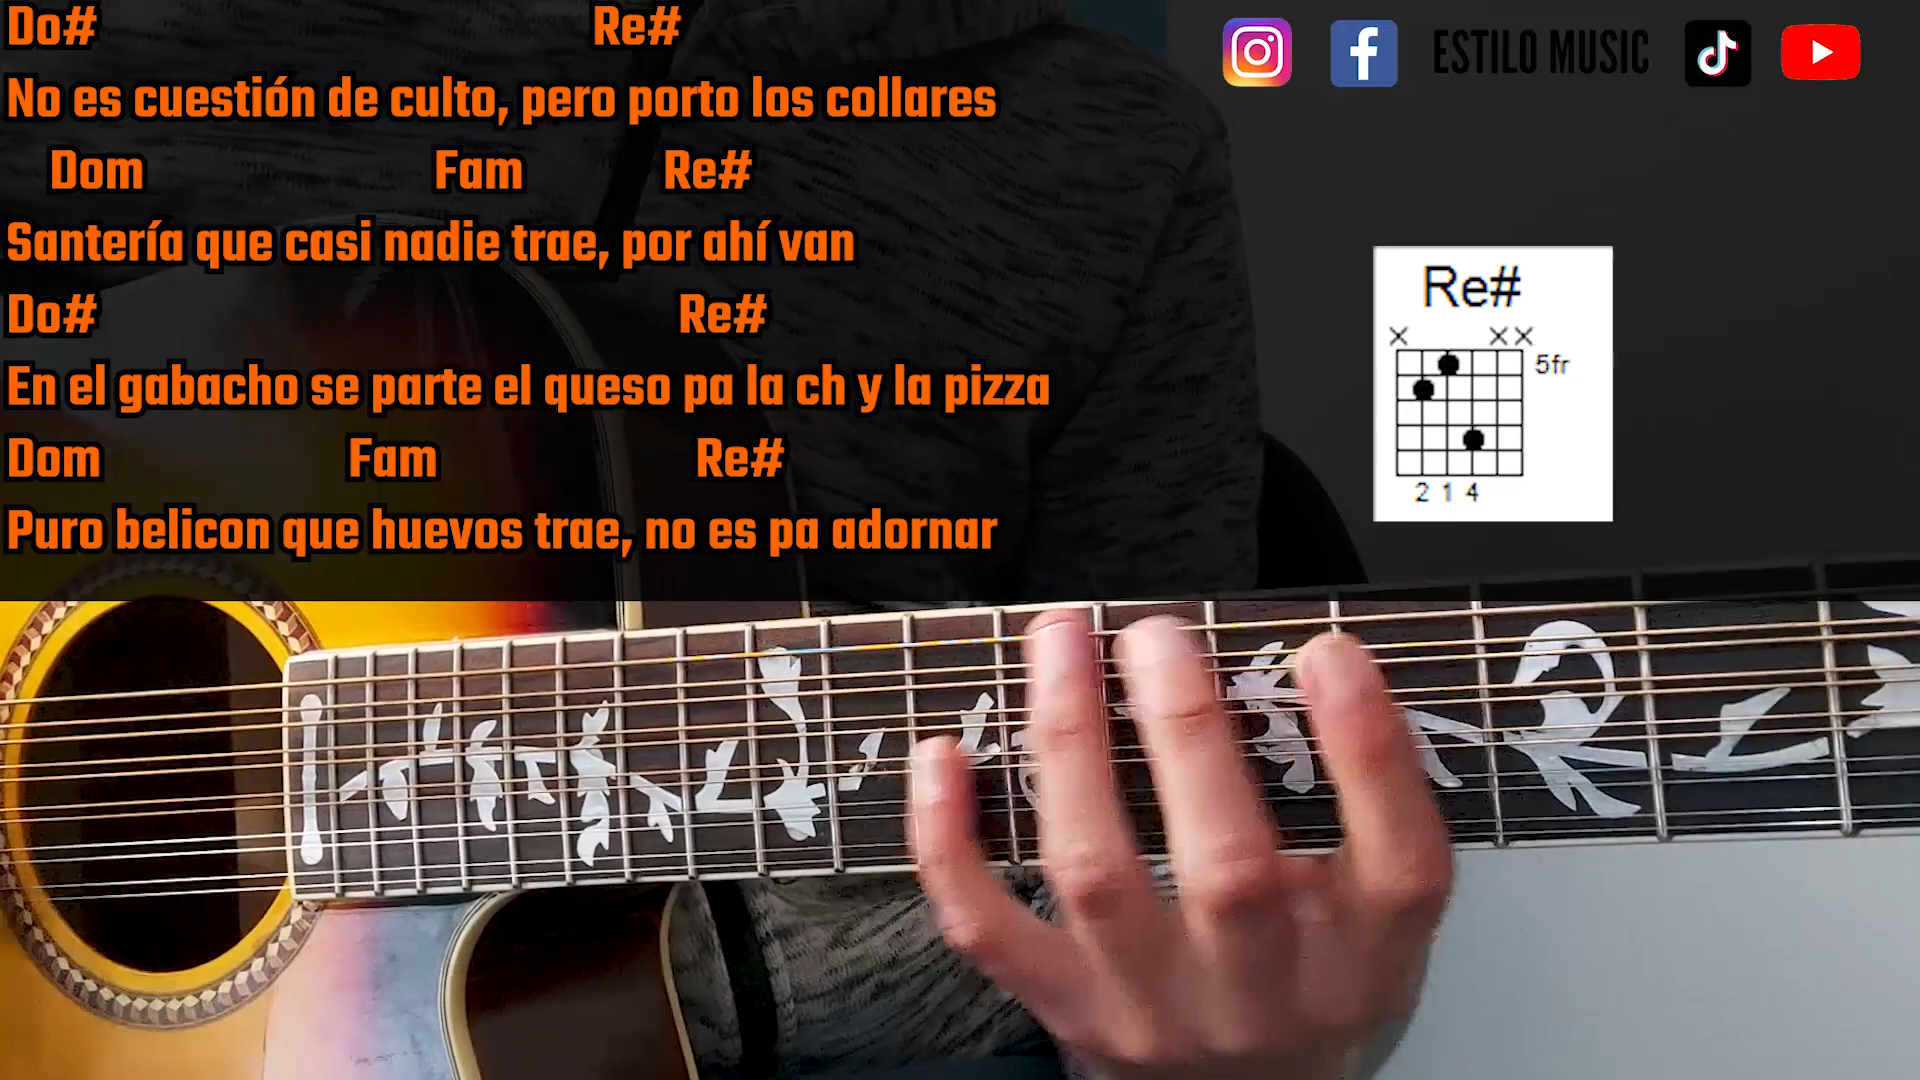 Do# Re#
No es cuestión de culto, pero porto los collares
Dom Fam Re#
Santería que casi nadie trae, por ahí van
Do# Re#
En el gabacho se parte el queso pa la ch y la pizza
Dom Fam Re#
Puro belicon que huevos trae, no es pa adornar
ESTILO MUSIC
Re#
x xx
5fr
2 1 4